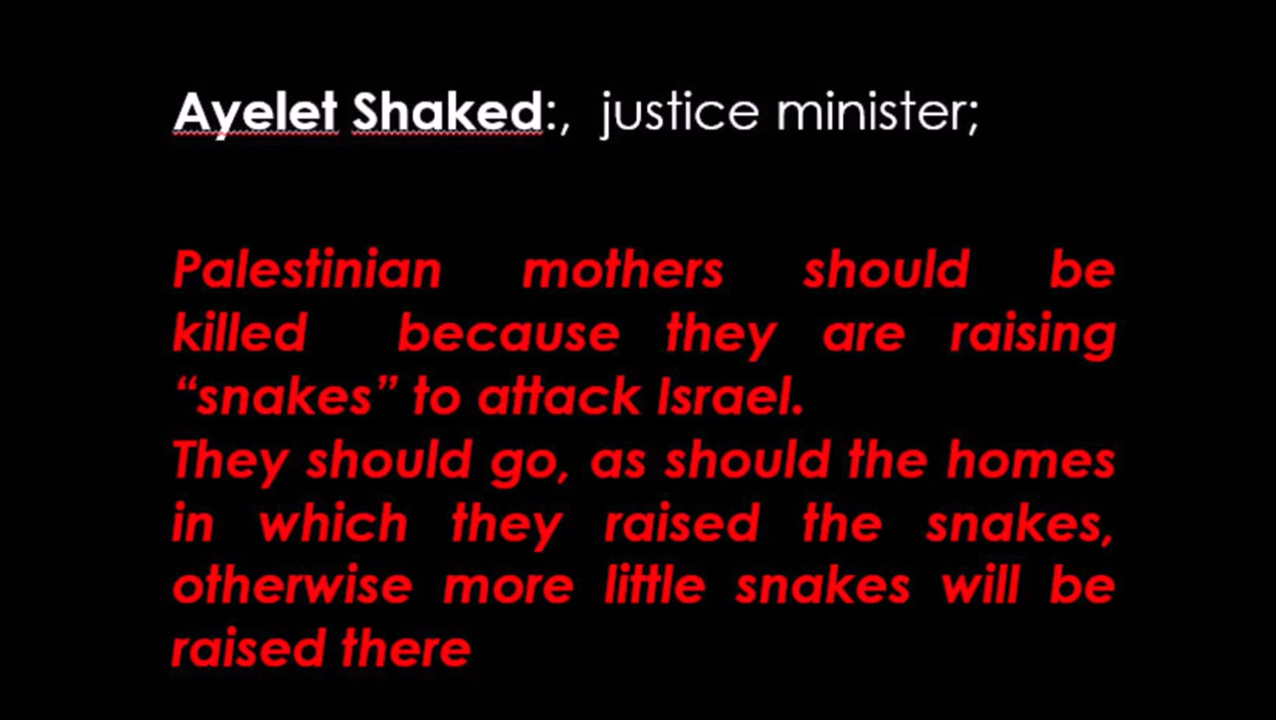 Ayelet Shaked:, justice minister;
Palestinian mothers should be
killed because they are raising
“snakes” to attack Israel.
They should go, as should the homes
in which they raised the snakes,
otherwise more little snakes will be
raised there